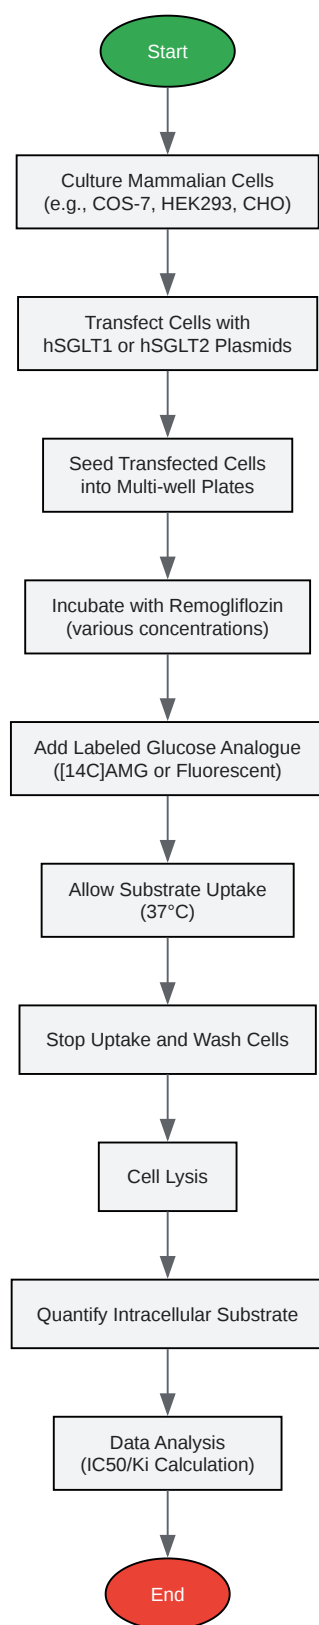 Start
Culture Mammalian Cells
(e.g., COS-7, HEK293, CHO)
Transfect Cells with
hSGLT1 or hSGLT2 Plasmids
Seed Transfected Cells
into Multi-well Plates
Incubate with Remogliflozin
(various concentrations)
Add Labeled Glucose Analogue
([14C]AMG or Fluorescent)
Allow Substrate Uptake
(37°C)
Stop Uptake and Wash Cells
Cell Lysis
Quantify Intracellular Substrate
Data Analysis
(IC50/Ki Calculation)
End